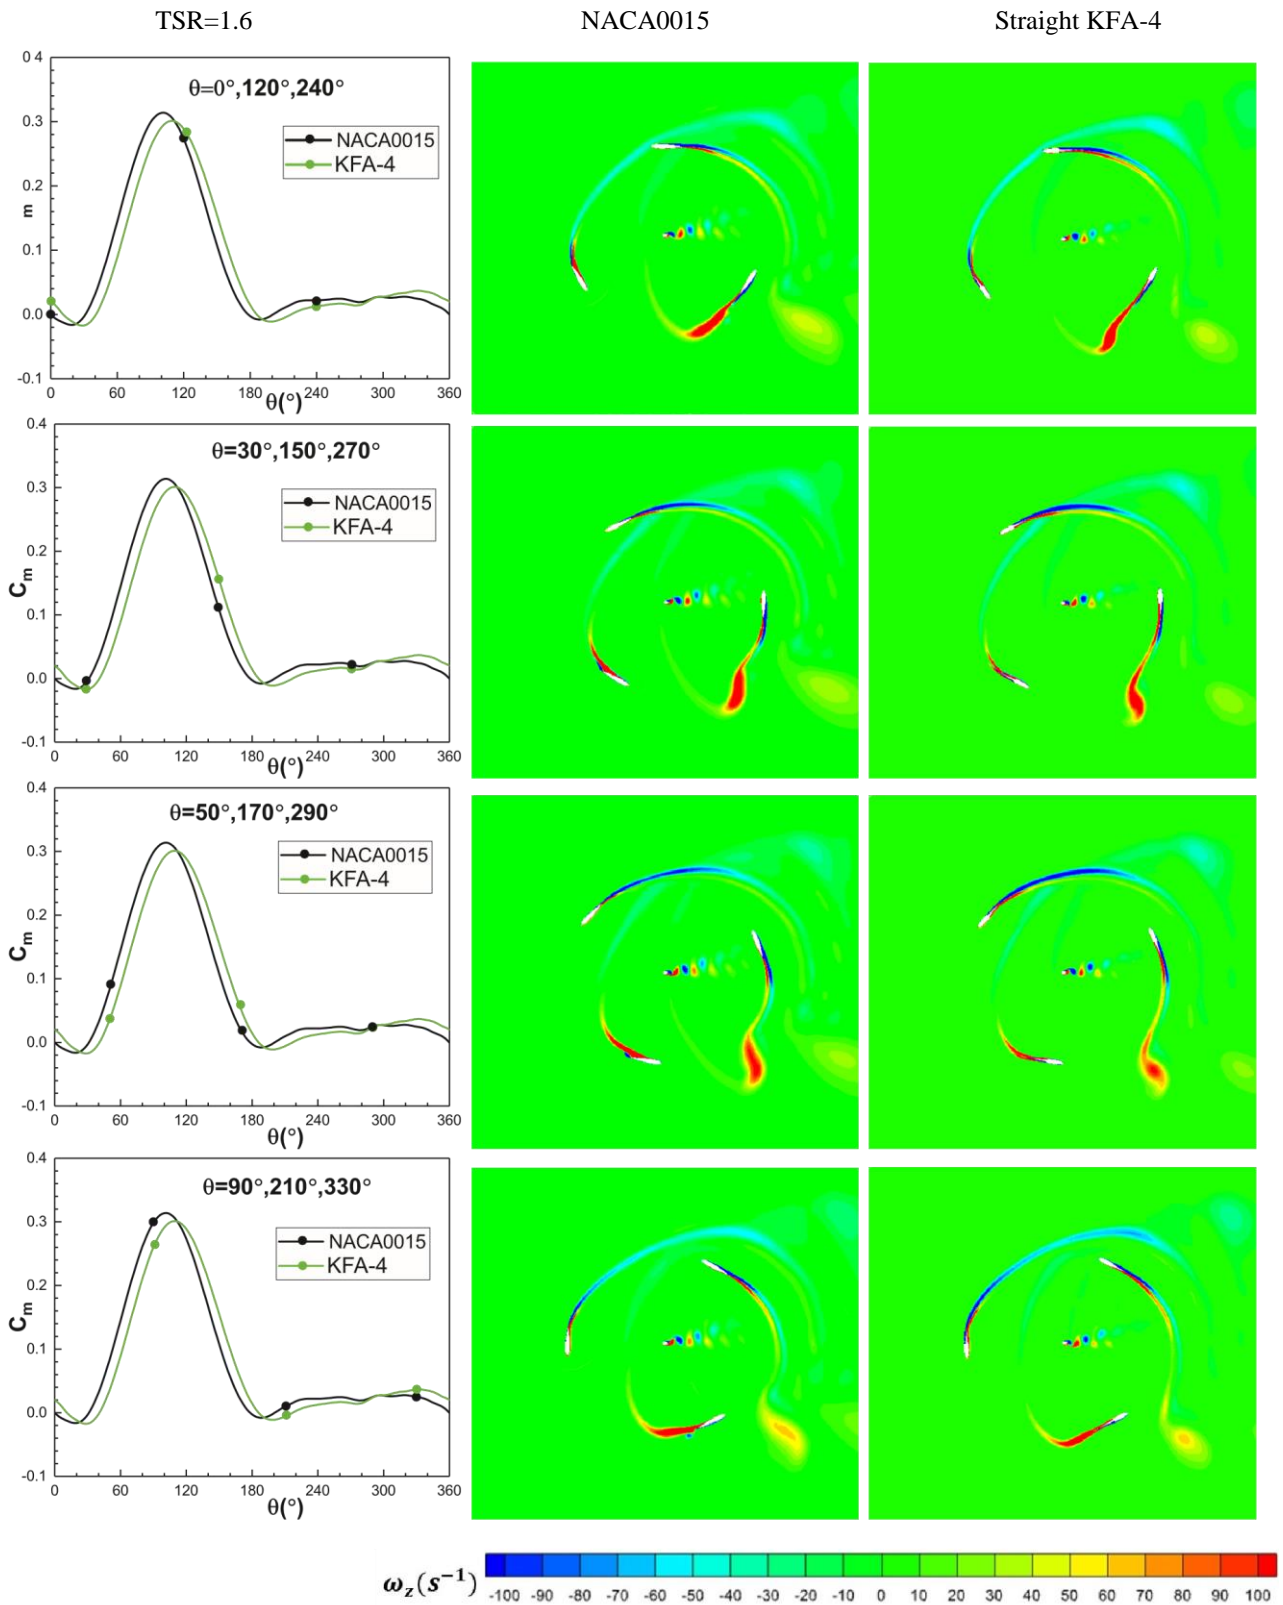 TSR=1.6 NACA0015 Straight KFA-4
0 4
θ=0°,120°,240°
NACA0015
KFA-4
0.3
0.2
m
0.1
0.0
-0.1
0 60 120 180 240 300 360
θ(°)
0.4
θ=30°,150°,270°
NACA0015
KFA-4
0.3
0.2
Cm
0.1
0.0
-0.1
0 60 120 180 240 300 360
θ(°)
0.4
θ=50°,170°,290°
NACA0015
KFA-4
0.3
0.2
Cm
0.1
0.0
-0.1
0 60 120 180 240 300 360
θ(°)
0.4
θ=90°,210°,330°
NACA0015
KFA-4
0.3
0.2
Cm
0.1
0.0
-0.1
0 60 120 180 240 300 360
θ(°)
ω_z(s⁻¹) -100 -90 -80 -70 -60 -50 -40 -30 -20 -10 0 10 20 30 40 50 60 70 80 90 100